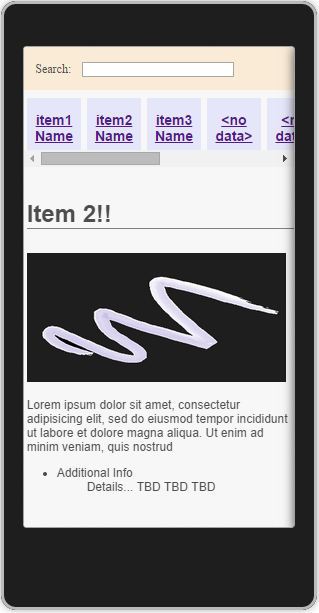 Search:
item1 item2 item3 <no
Name Name Name data>
Item 2!!
Lorem ipsum dolor sit amet, consectetur
adipisicing elit, sed do eiusmod tempor incididunt
ut labore et dolore magna aliqua. Ut enim ad
minim veniam, quis nostrud
Additional Info
Details... TBD TBD TBD